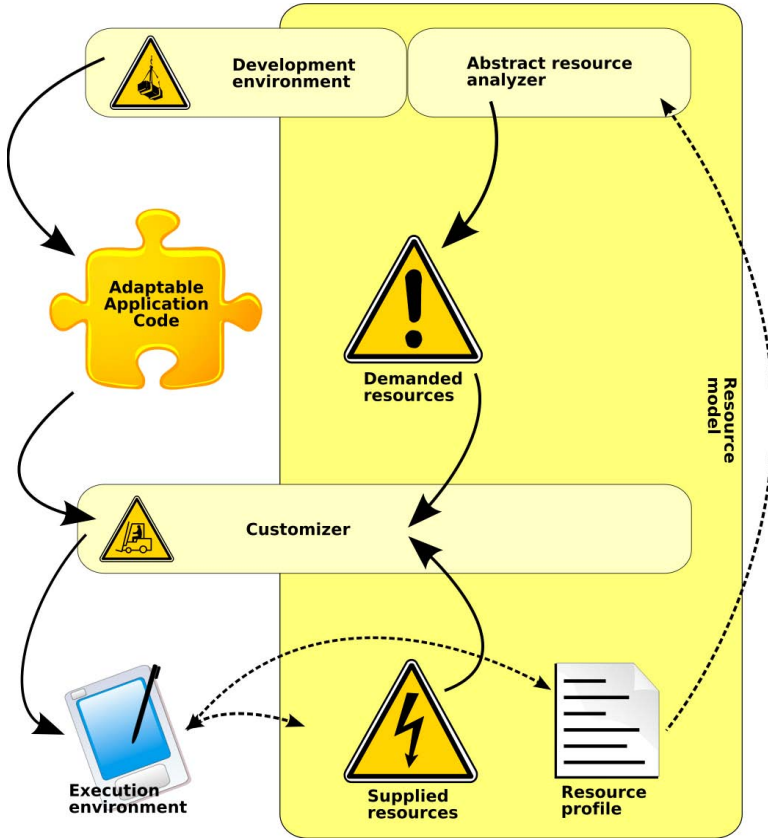 Development
environment
Abstract resource
analyzer
Adaptable
Application
Code
Demanded
resources
Resource
model
Customizer
Execution
environment
Supplied
resources
Resource
profile